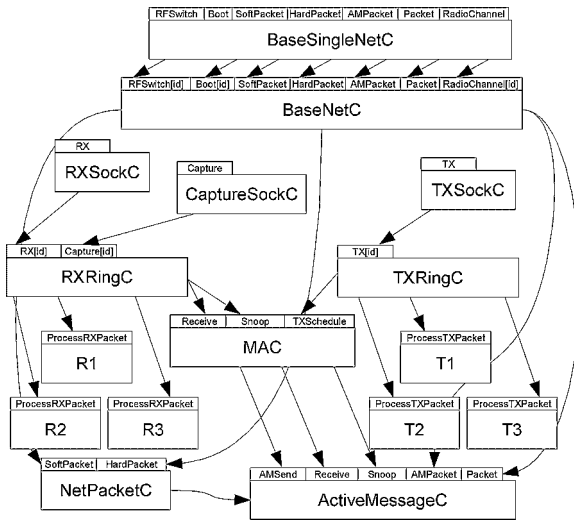 RFSwitch Boot SoftPacket HardPacket AMPacket Packet RadioChannel
BaseSingleNetC
RFSwitch[id] Boot[id] SoftPacket HardPacket AMPacket Packet RadioChannel[id]
BaseNetC
RX
RXSockC
Capture
CaptureSockC
TX
TXSockC
RX[id] Capture[id]
RXRingC
TX[id]
TXRingC
Receive Snoop TXSchedule
MAC
ProcessRXPacket
R1
ProcessTXPacket
T1
ProcessRXPacket
R2
ProcessRXPacket
R3
ProcessTXPacket
T2
ProcessTXPacket
T3
SoftPacket HardPacket
NetPacketC
AMSend Receive Snoop AMPacket Packet
ActiveMessageC